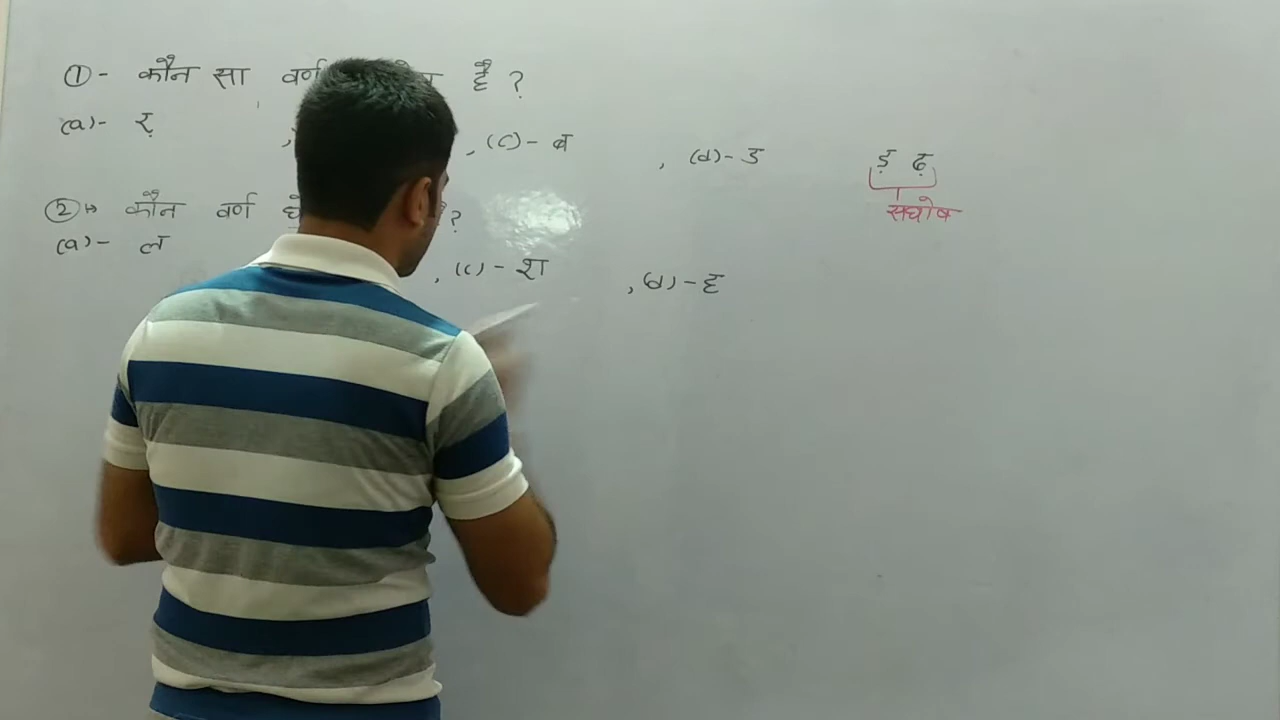 ① - कौन सा वर्ण है ?
(a) - र
, (c) - ब , (d) - ड ड़ ढ़
सघोष
② कौन वर्ण ?
(a) - ल
, (c) - श , (d) - ह